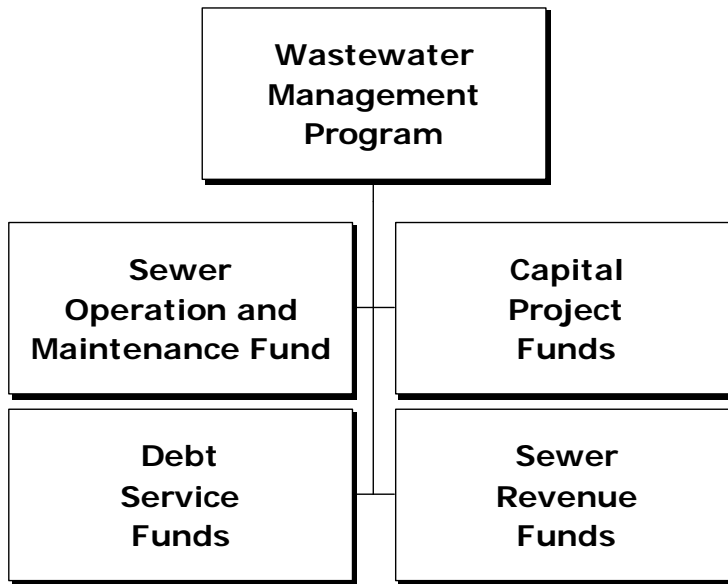 Wastewater
Management
Program
Sewer
Operation and
Maintenance Fund
Capital
Project
Funds
Debt
Service
Funds
Sewer
Revenue
Funds